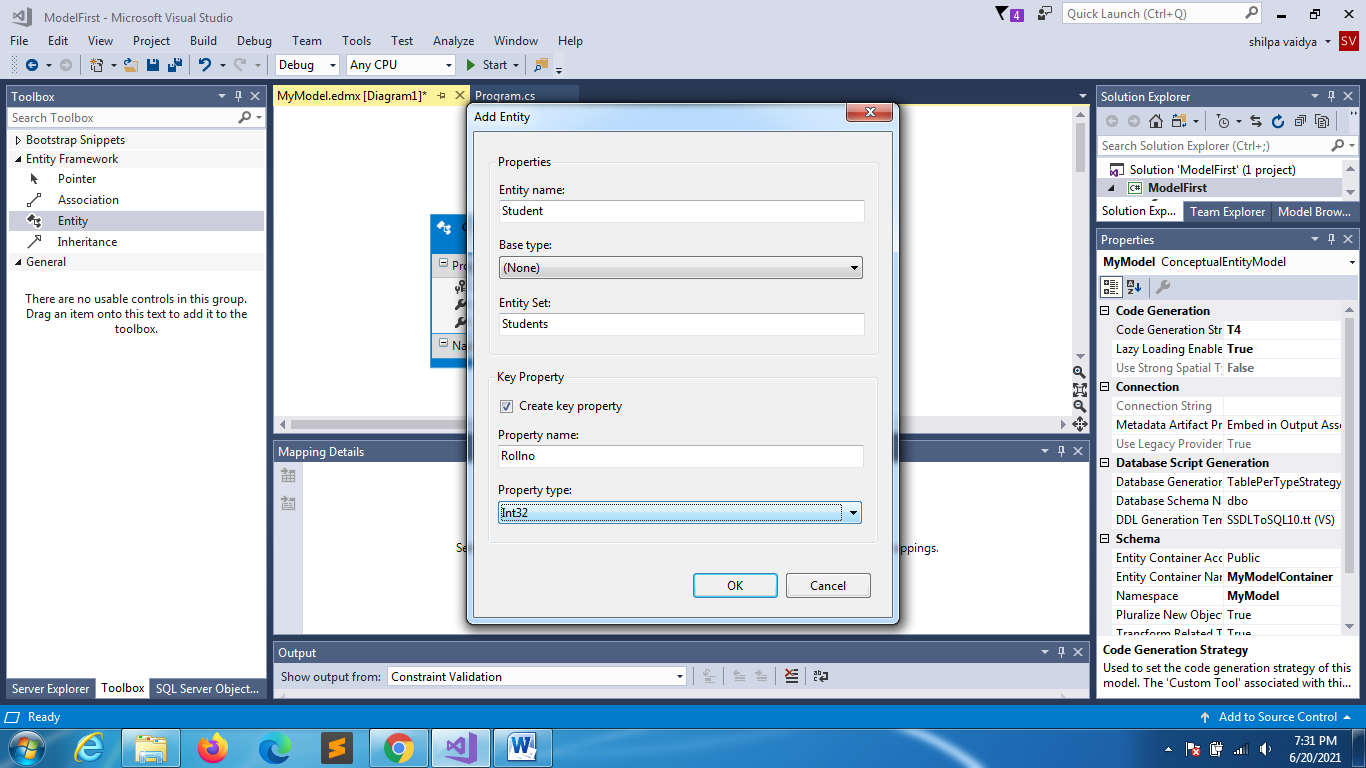 ModelFirst - Microsoft Visual Studio
4
Quick Launch (Ctrl+Q)
File Edit View Project Build Debug Team Tools Test Analyze Window Help
shilpa vaidya
SV
Debug
Any CPU
Start
Toolbox
Search Toolbox
Bootstrap Snippets
Entity Framework
Pointer
Association
Entity
Inheritance
General
There are no usable controls in this group.
Drag an item onto this text to add it to the
toolbox.
Server Explorer
Toolbox
SQL Server Object...
MyModel.edmx [Diagram1]*
Program.cs
Add Entity
Properties
Entity name:
Student
Base type:
(None)
Entity Set:
Students
Key Property
Create key property
Property name:
Rollno
Property type:
Int32
OK
Cancel
Mapping Details
Output
Show output from:
Constraint Validation
Solution Explorer
Search Solution Explorer (Ctrl+;)
Solution 'ModelFirst' (1 project)
C# ModelFirst
Solution Exp...
Team Explorer
Model Brow...
Properties
MyModel ConceptualEntityModel
Code Generation
Code Generation Str T4
Lazy Loading Enable True
Use Strong Spatial Ty False
Connection
Connection String
Metadata Artifact Pr Embed in Output Asse
Use Legacy Provider True
Database Script Generation
Database Generation TablePerTypeStrategy
Database Schema N dbo
DDL Generation Tem SSDLToSQL10.tt (VS)
Schema
Entity Container Acc Public
Entity Container Nar MyModelContainer
Namespace MyModel
Pluralize New Objec True
Transform Related T True
Code Generation Strategy
Used to set the code generation strategy of this
model. The 'Custom Tool' associated with thi...
Ready
Add to Source Control
7:31 PM
6/20/2021